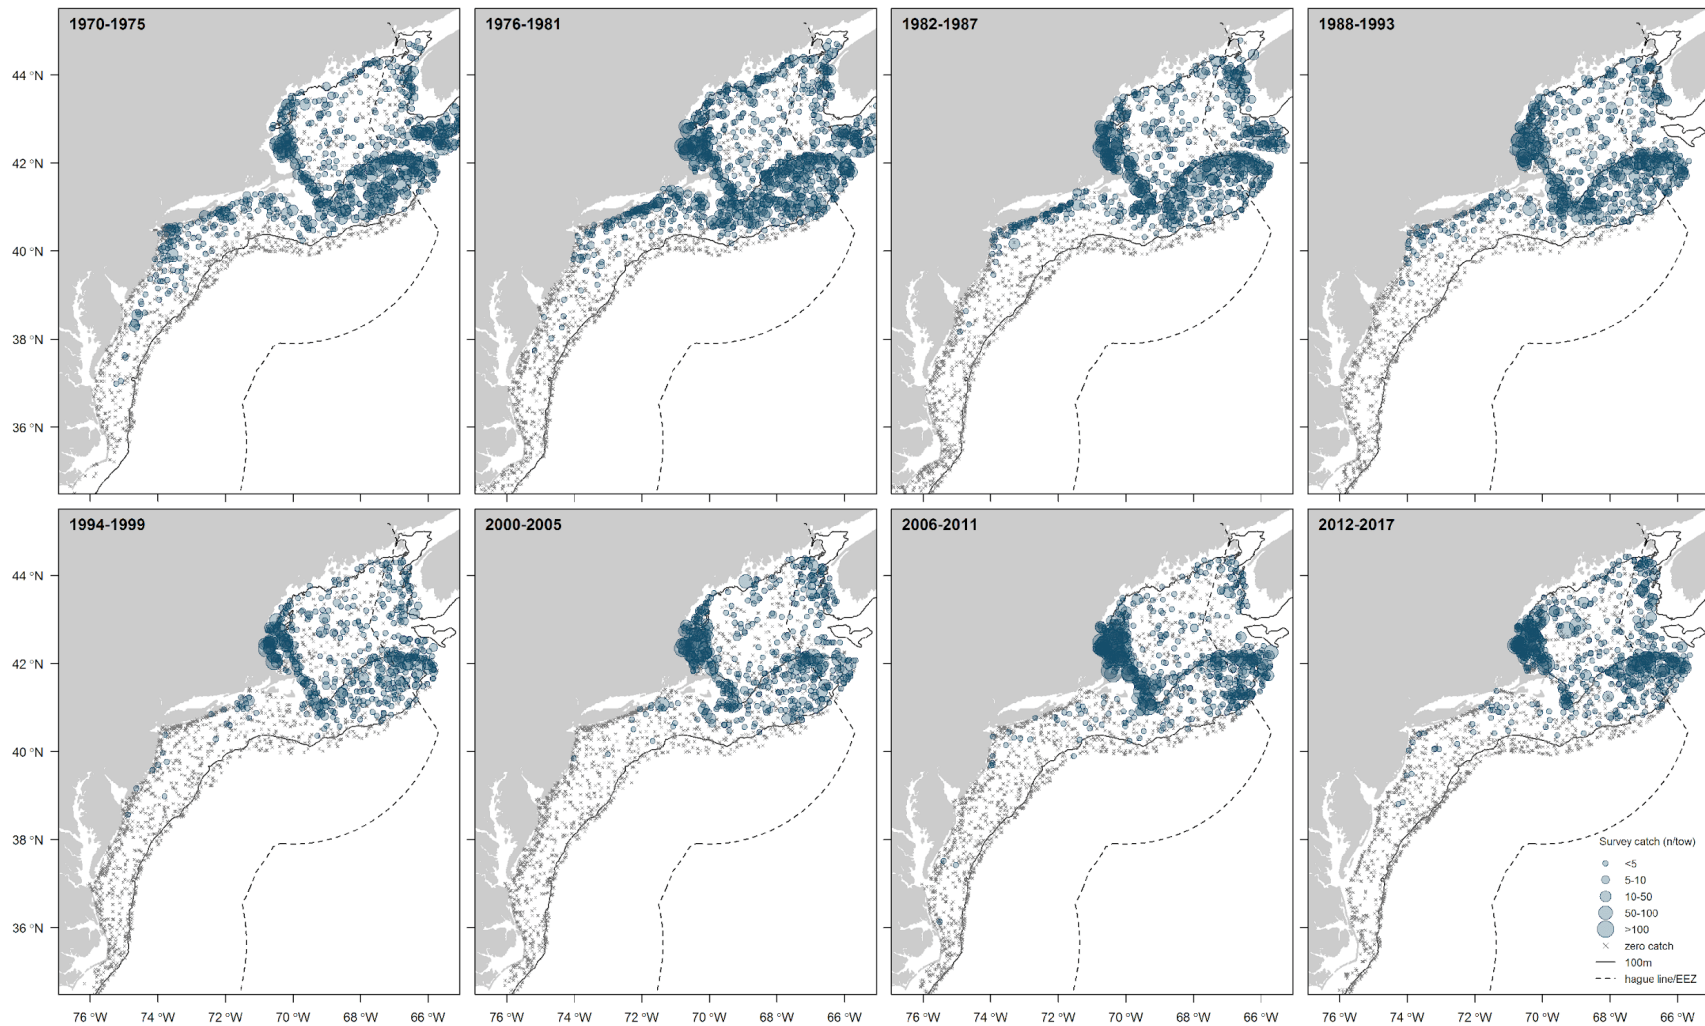 1970-1975
1976-1981
1982-1987
1988-1993
44 °N
42 °N
40 °N
38 °N
36 °N
1994-1999
2000-2005
2006-2011
2012-2017
44 °N
42 °N
40 °N
38 °N
36 °N
Survey catch (n/tow)
<5
5-10
10-50
50-100
>100
zero catch
100m
hague line/EEZ
76 °W 74 °W 72 °W 70 °W 68 °W 66 °W 76 °W 74 °W 72 °W 70 °W 68 °W 66 °W 76 °W 74 °W 72 °W 70 °W 68 °W 66 °W 76 °W 74 °W 72 °W 70 °W 68 °W 66 °W